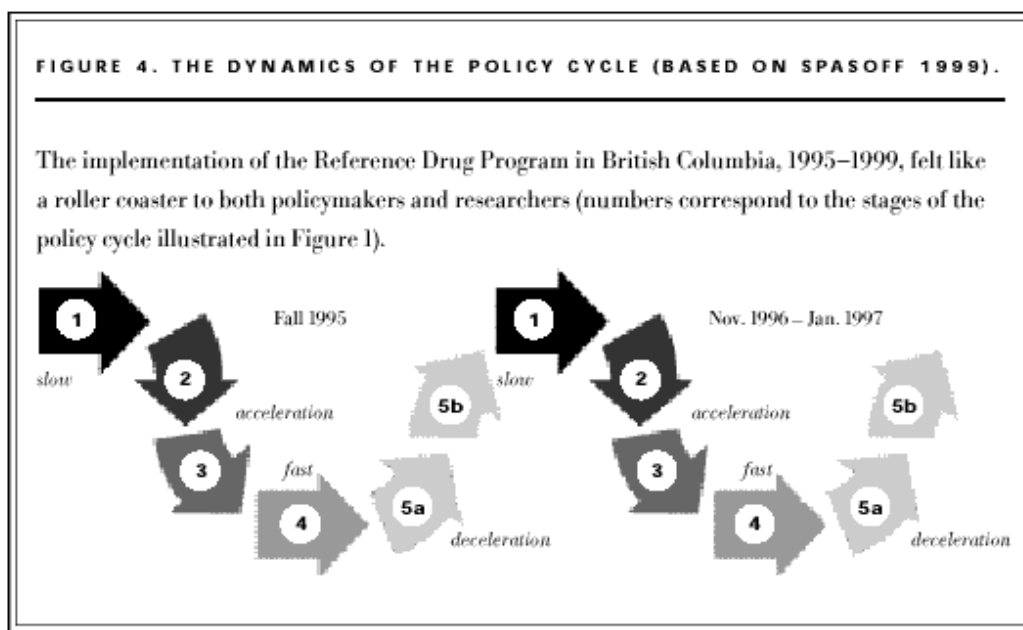 FIGURE 4. THE DYNAMICS OF THE POLICY CYCLE (BASED ON SPASOFF 1999).
The implementation of the Reference Drug Program in British Columbia, 1995–1999, felt like
a roller coaster to both policymakers and researchers (numbers correspond to the stages of the
policy cycle illustrated in Figure 1).
1
Fall 1995
slow
2
acceleration
3
fast
4
5a
deceleration
5b
1
Nov. 1996 – Jan. 1997
slow
2
acceleration
3
fast
4
5a
deceleration
5b